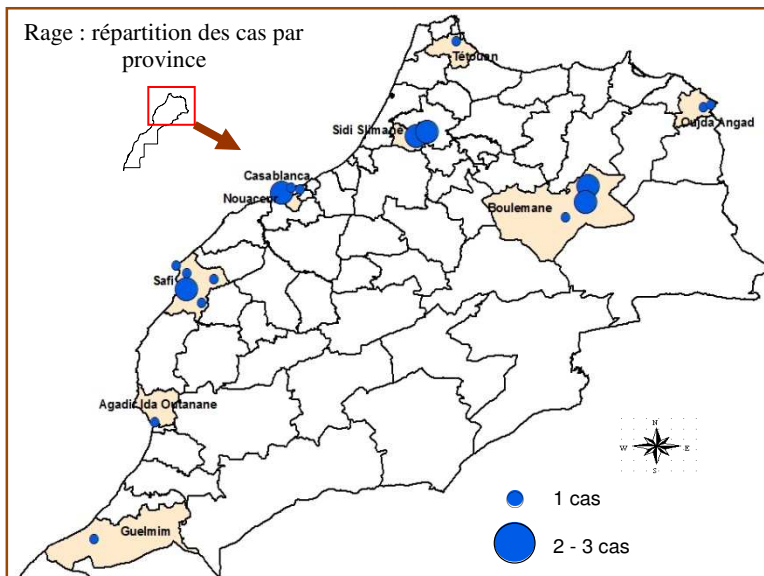 Rage : répartition des cas par
province
Tétouan
Oujda Angad
Sidi Slimane
Casablanca
Nouaceur
Boulemane
Safi
Agadir Ida Outanane
Guelmim
N
W
E
S
1 cas
2 - 3 cas